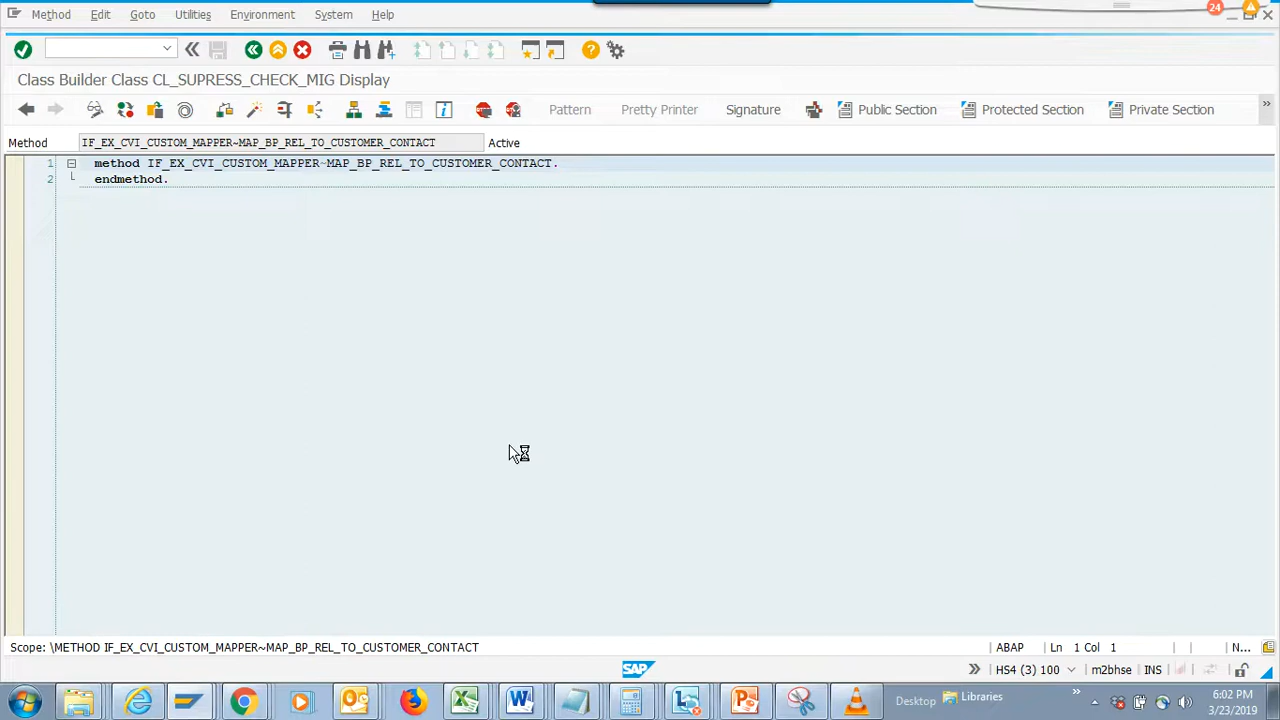 24
Method Edit Goto Utilities Environment System Help
Class Builder Class CL_SUPRESS_CHECK_MIG Display
Pattern Pretty Printer Signature Public Section Protected Section Private Section
Method IF_EX_CVI_CUSTOM_MAPPER~MAP_BP_REL_TO_CUSTOMER_CONTACT Active
1 method IF_EX_CVI_CUSTOM_MAPPER~MAP_BP_REL_TO_CUSTOMER_CONTACT.
2 endmethod.
Scope: \METHOD IF_EX_CVI_CUSTOM_MAPPER~MAP_BP_REL_TO_CUSTOMER_CONTACT ABAP Ln 1 Col 1 N...
SAP HS4 (3) 100 m2bhse INS
Desktop Libraries 6:02 PM
3/23/2019